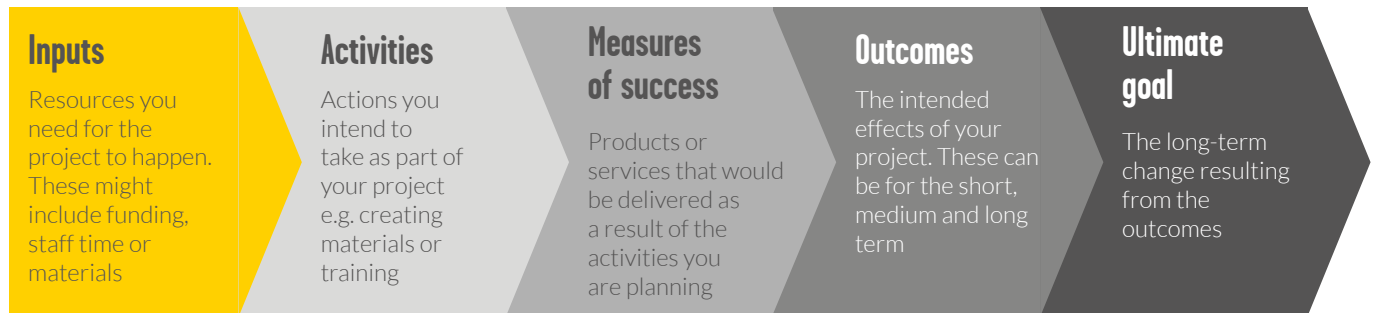 Inputs
Resources you
need for the
project to happen.
These might
include funding,
staff time or
materials
Activities
Actions you
intend to
take as part of
your project
e.g. creating
materials or
training
Measures
of success
Products or
services that would
be delivered as
a result of the
activities you
are planning
Outcomes
The intended
effects of your
project. These can
be for the short,
medium and long
term
Ultimate
goal
The long-term
change resulting
from the
outcomes